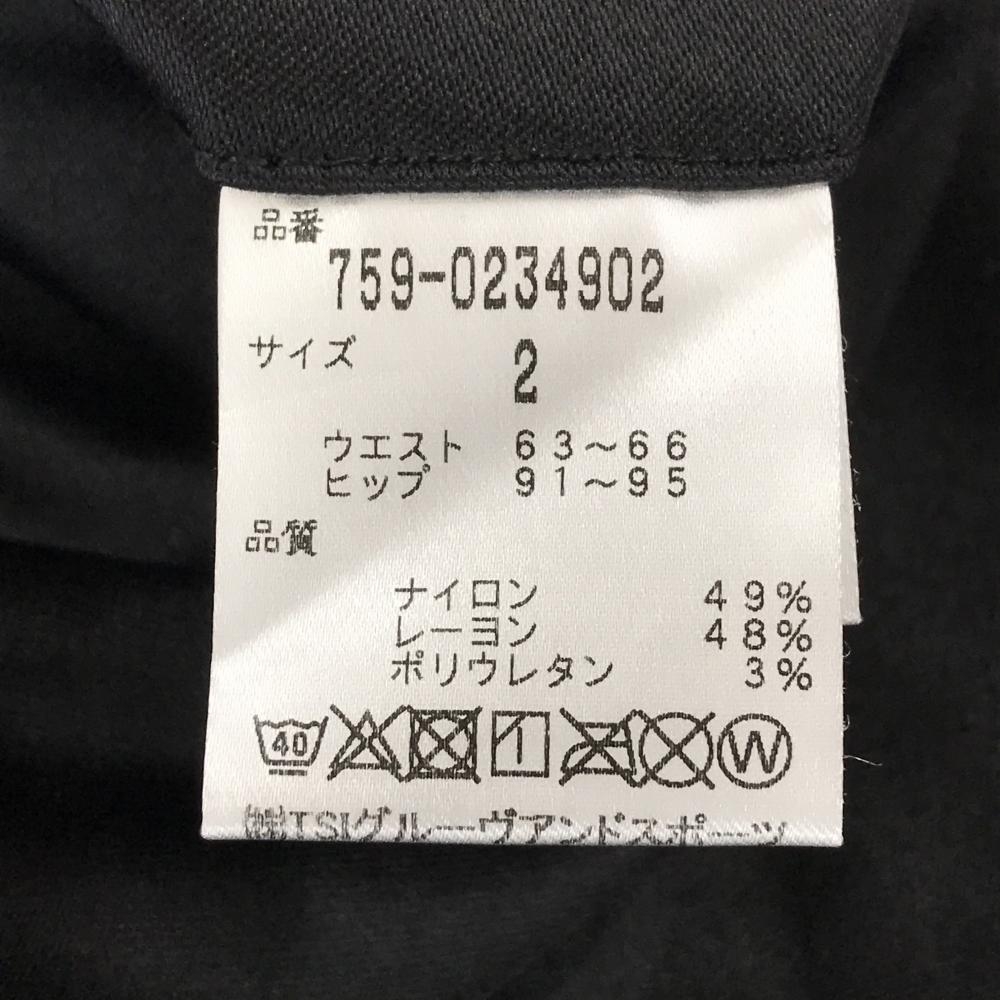 品番
759-0234902
サイズ 2
ウエスト 63〜66
ヒップ 91〜95
品質
ナイロン 49%
レーヨン 48%
ポリウレタン 3%
40 W
㈱TSIグルーヴアンドスポーツ